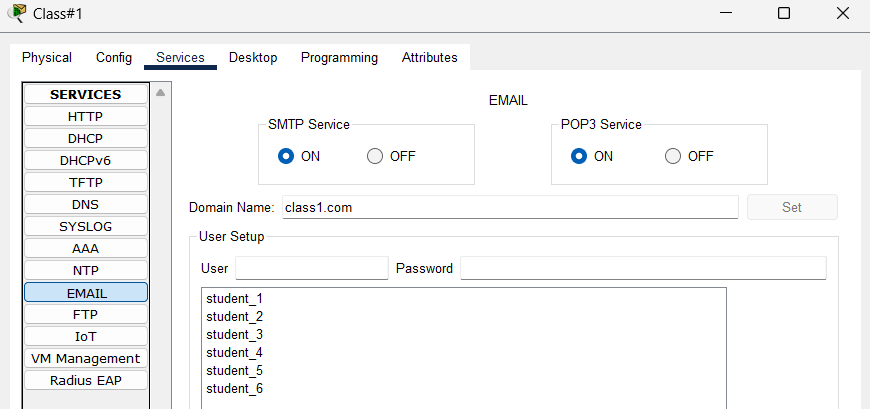 Class#1
Physical Config Services Desktop Programming Attributes
SERVICES
HTTP
DHCP
DHCPv6
TFTP
DNS
SYSLOG
AAA
NTP
EMAIL
FTP
IoT
VM Management
Radius EAP
EMAIL
SMTP Service
ON OFF
POP3 Service
ON OFF
Domain Name: class1.com Set
User Setup
User Password
student_1
student_2
student_3
student_4
student_5
student_6